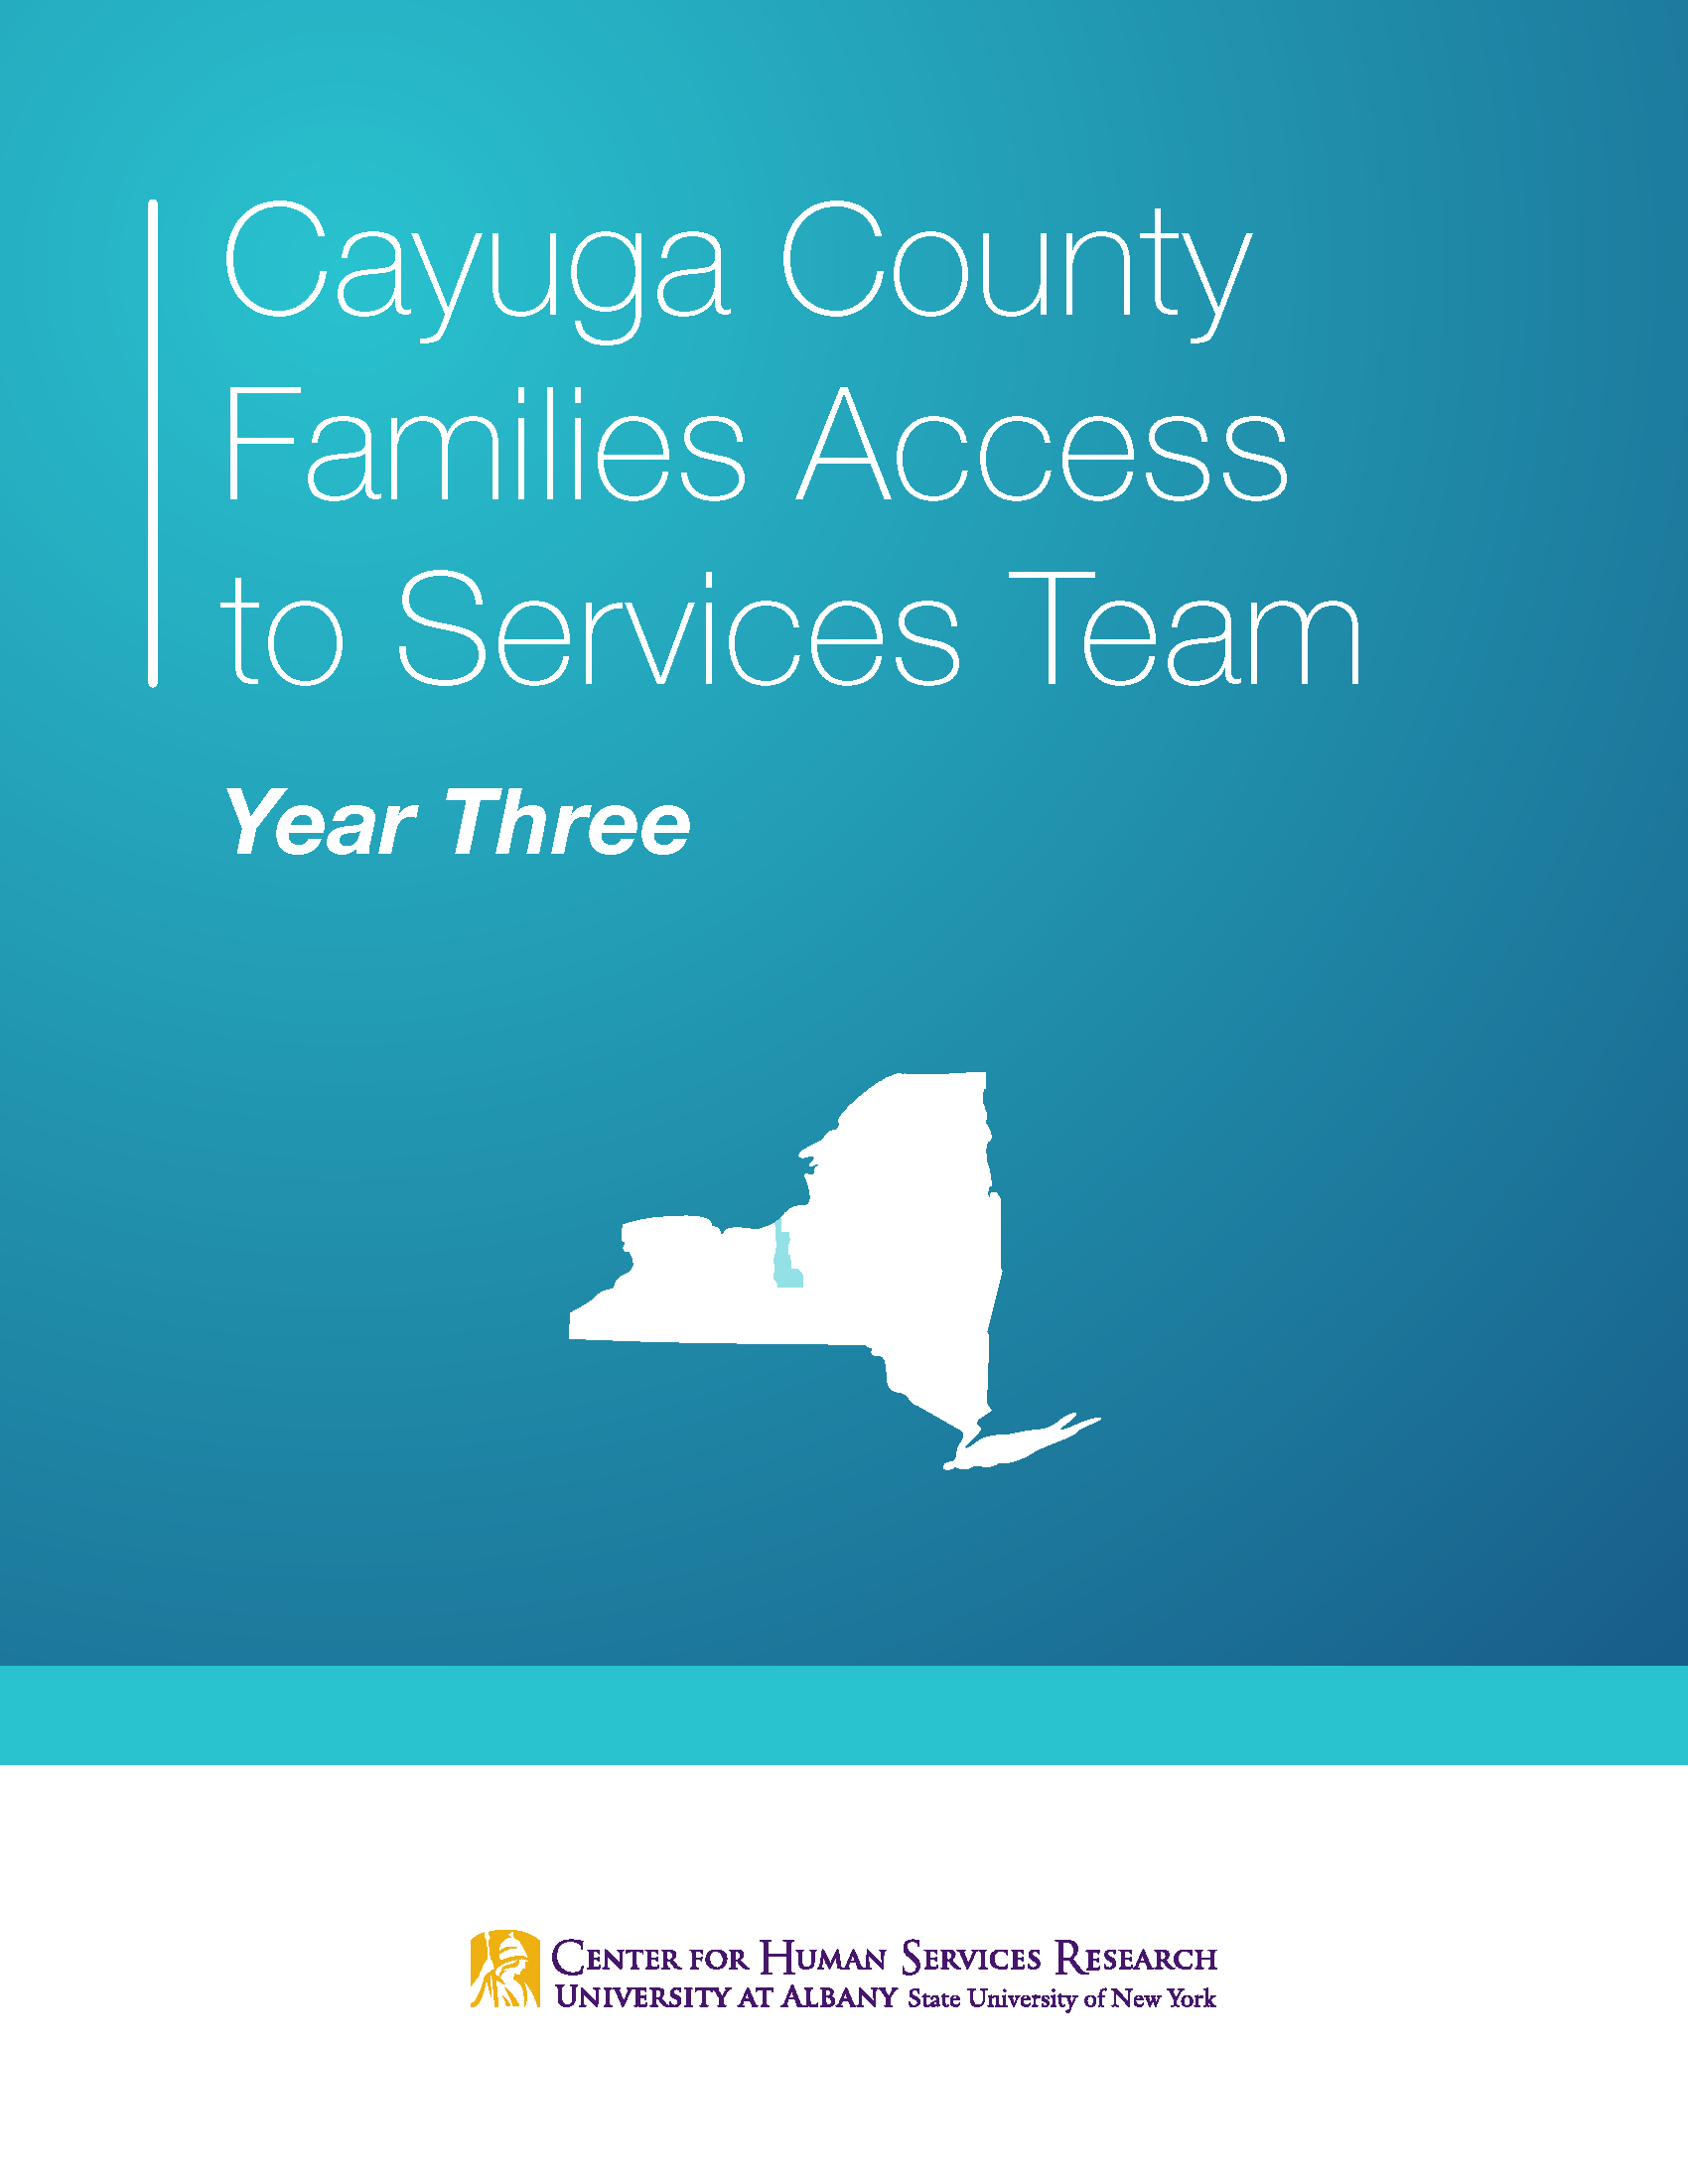 Cayuga County
Families Access
to Services Team
Year Three
CENTER FOR HUMAN SERVICES RESEARCH
UNIVERSITY AT ALBANY State University of New York